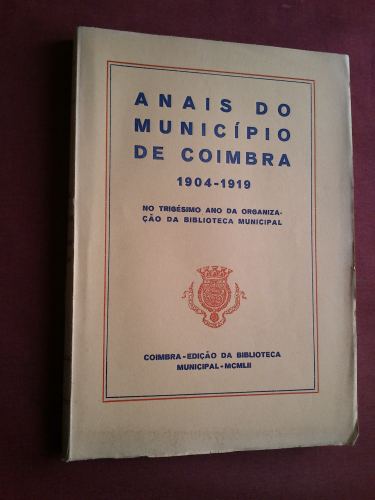 ANAIS DO
MUNICÍPIO
DE COIMBRA
1904-1919
NO TRIGÉSIMO ANO DA ORGANIZA-
ÇÃO DA BIBLIOTECA MUNICIPAL
COIMBRA-EDIÇÃO DA BIBLIOTECA
MUNICIPAL-MCMLII